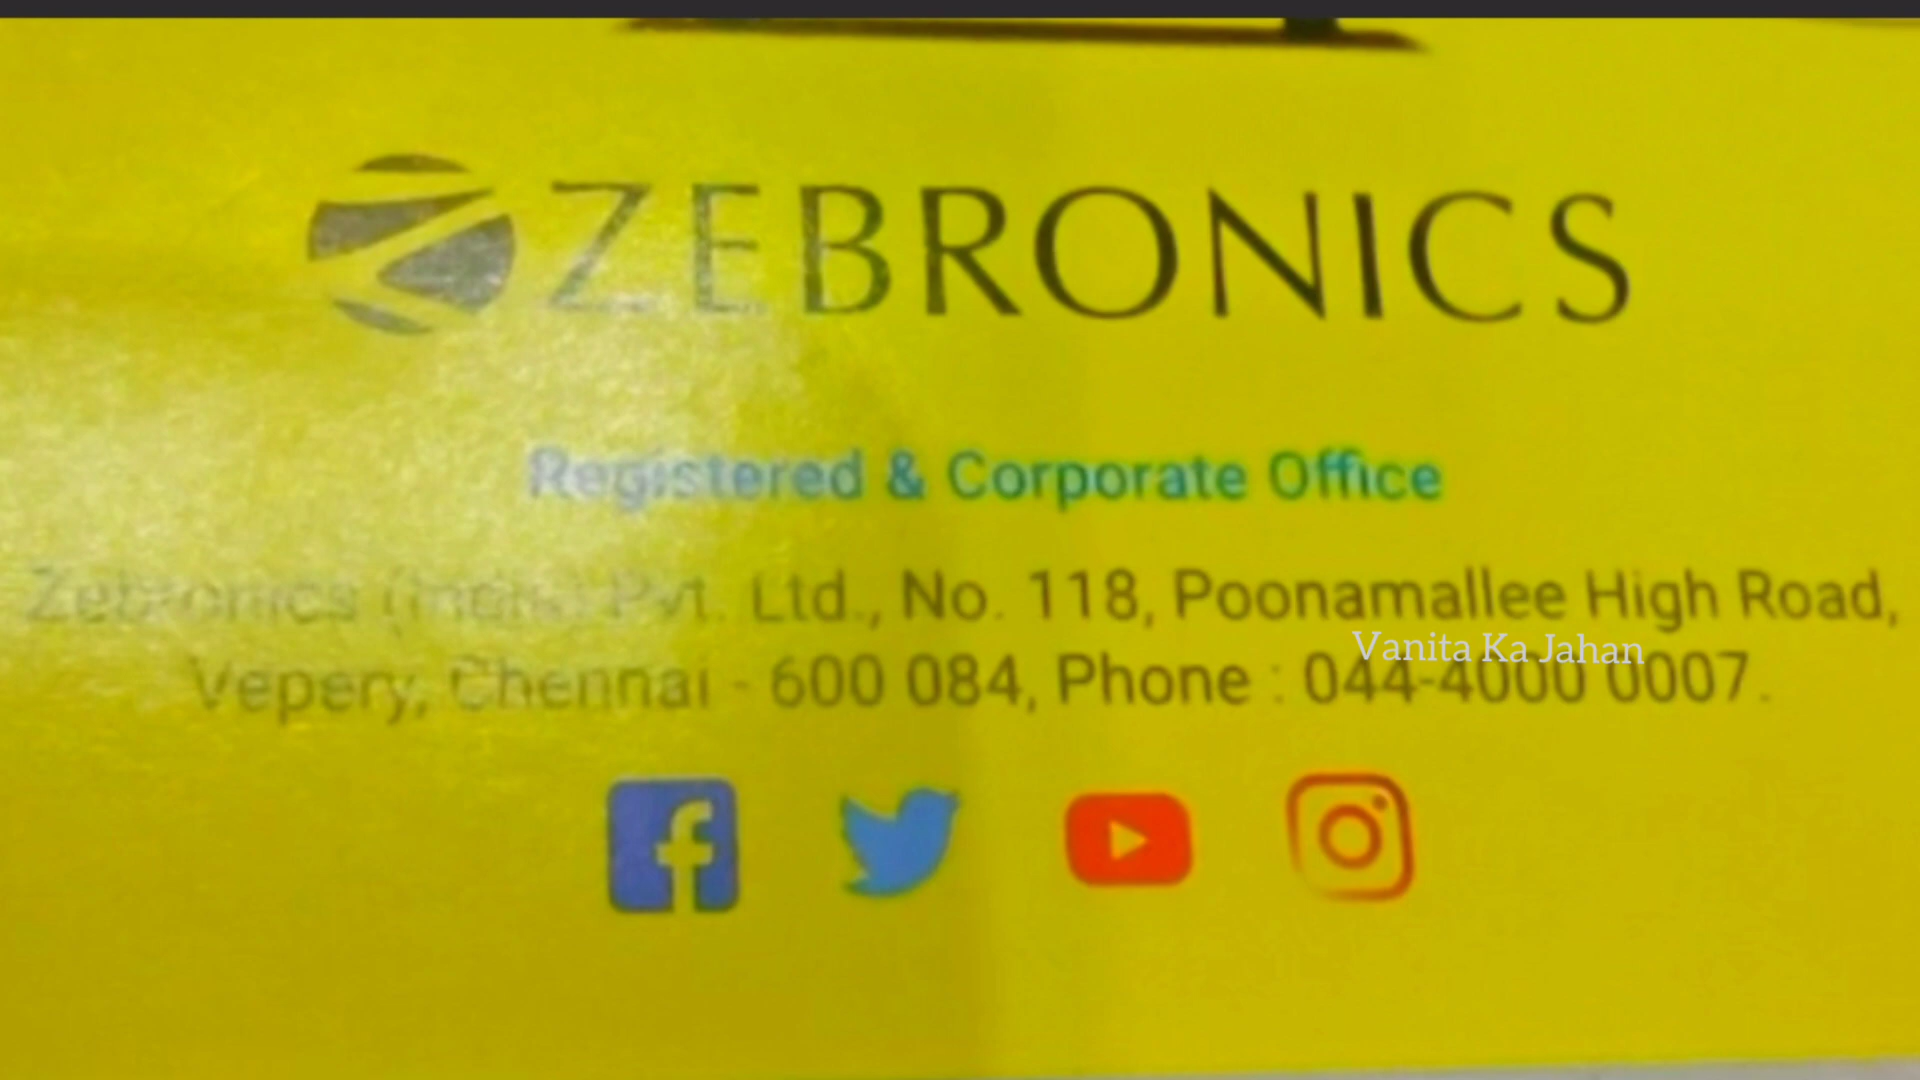 ZEBRONICS
Registered & Corporate Office
Zebronics (India) Pvt. Ltd., No. 118, Poonamallee High Road,
Vanita Ka Jahan
Vepery, Chennai - 600 084, Phone : 044-4000 0007.